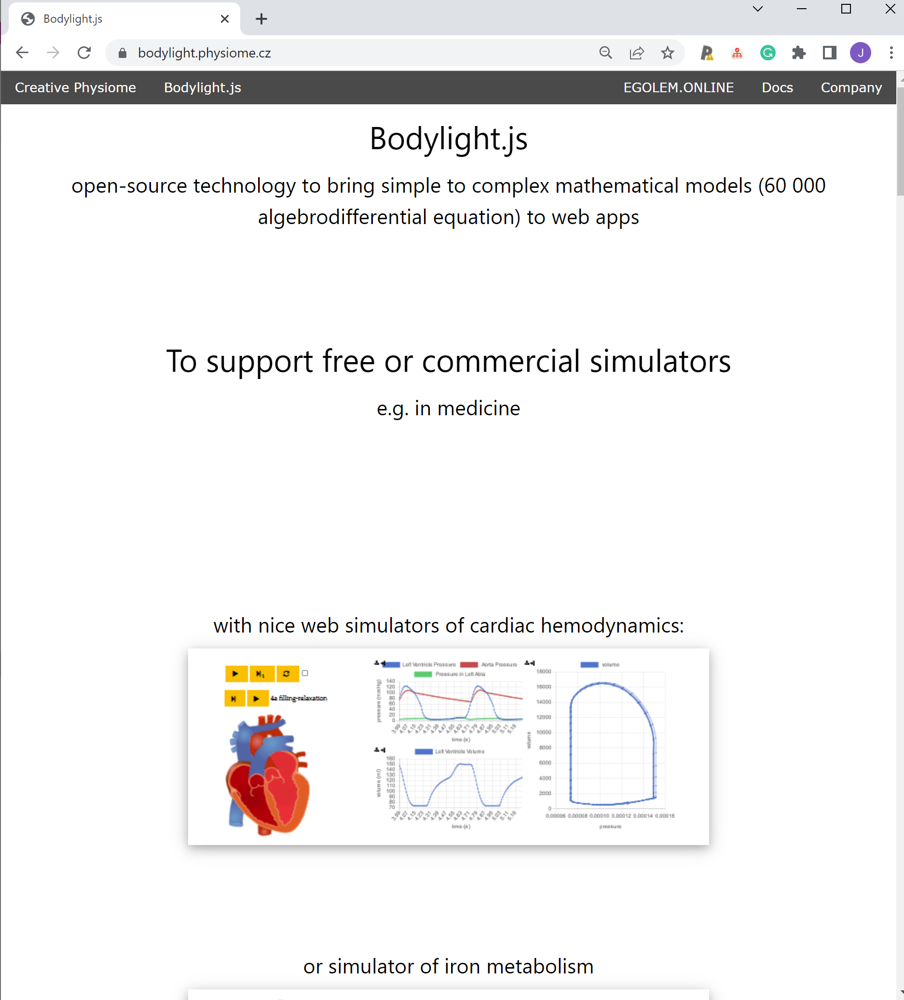 Bodylight.js
bodylight.physiome.cz
J
Creative Physiome Bodylight.js EGOLEM.ONLINE Docs Company
Bodylight.js
open-source technology to bring simple to complex mathematical models (60 000
algebrodifferential equation) to web apps
To support free or commercial simulators
e.g. in medicine
with nice web simulators of cardiac hemodynamics:
1
4a filling-relaxation
Left Ventricle Pressure Aorta Pressure
Pressure in Left Atria
pressure (mmHg)
140
120
100
80
60
40
20
0
3.99 4.07 4.15 4.23 4.31 4.39 4.47 4.55 4.63 4.71 4.79 4.87 4.95 5.03 5.11 5.19
time (s)
Left Ventricle Volume
volume (ml)
160
150
140
130
120
110
100
90
80
70
3.99 4.07 4.15 4.23 4.31 4.39 4.47 4.55 4.63 4.71 4.79 4.87 4.95 5.03 5.11 5.19
time (s)
volume
volume
18000
16000
14000
12000
10000
8000
6000
4000
2000
0
0.00006 0.00008 0.00010 0.00012 0.00014 0.00016
pressure
or simulator of iron metabolism